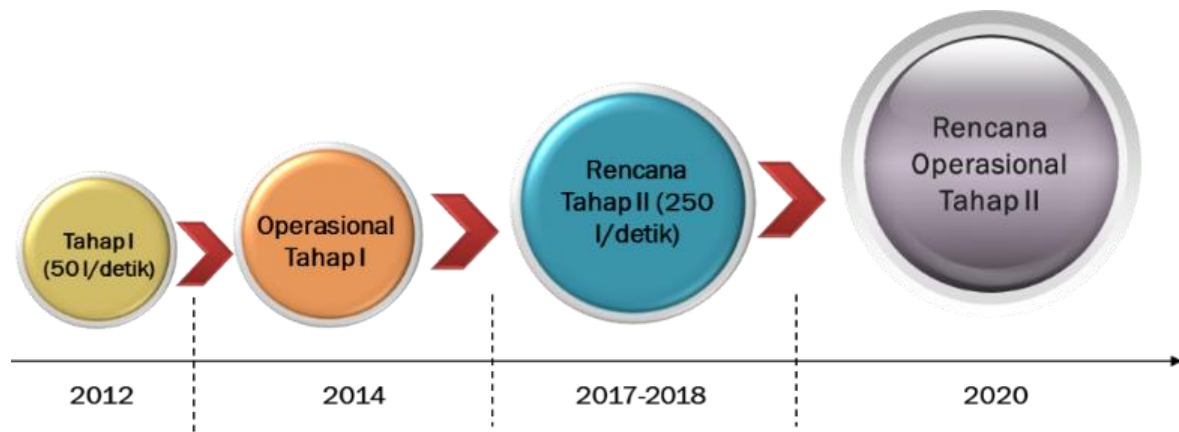 Tahap I
(50 l/detik)
Operasional
Tahap I
Rencana
Tahap II (250
l/detik)
Rencana
Operasional
Tahap II
2012
2014
2017-2018
2020